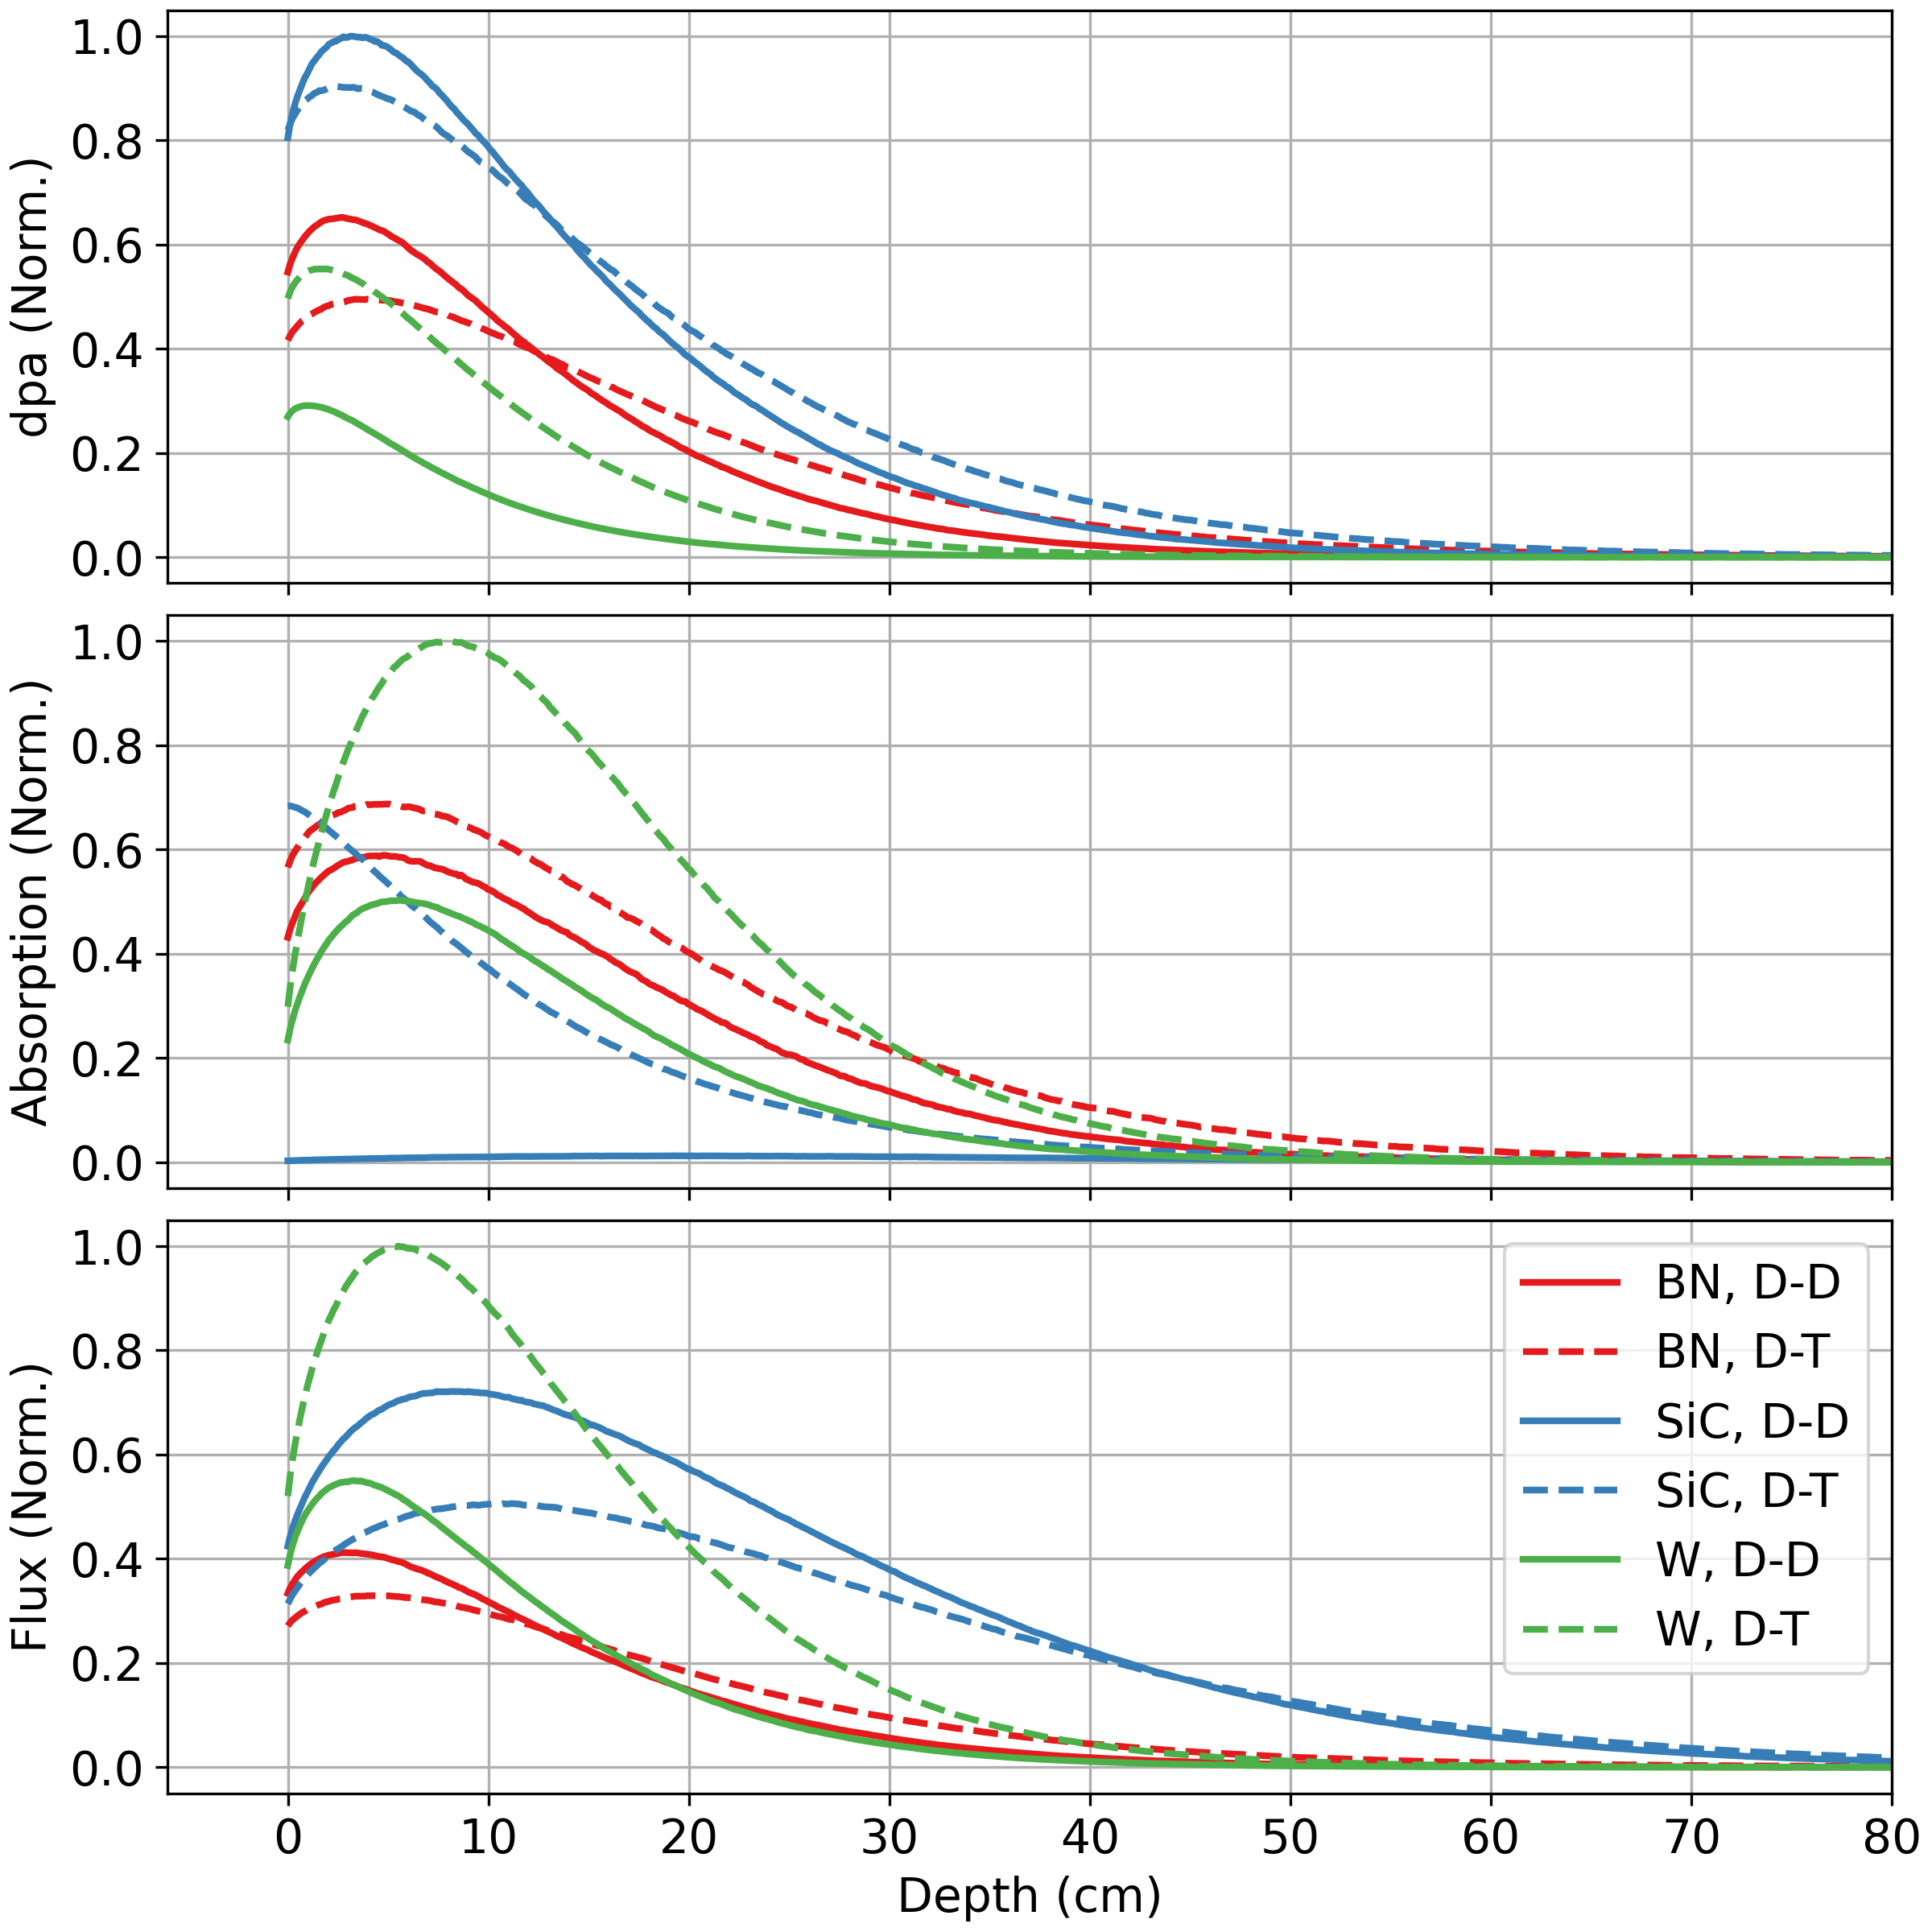 1.0
0.8
0.6
0.4
0.2
0.0
dpa (Norm.)
1.0
0.8
0.6
0.4
0.2
0.0
Absorption (Norm.)
1.0
0.8
0.6
0.4
0.2
0.0
Flux (Norm.)
BN, D-D
BN, D-T
SiC, D-D
SiC, D-T
W, D-D
W, D-T
0 10 20 30 40 50 60 70 80
Depth (cm)